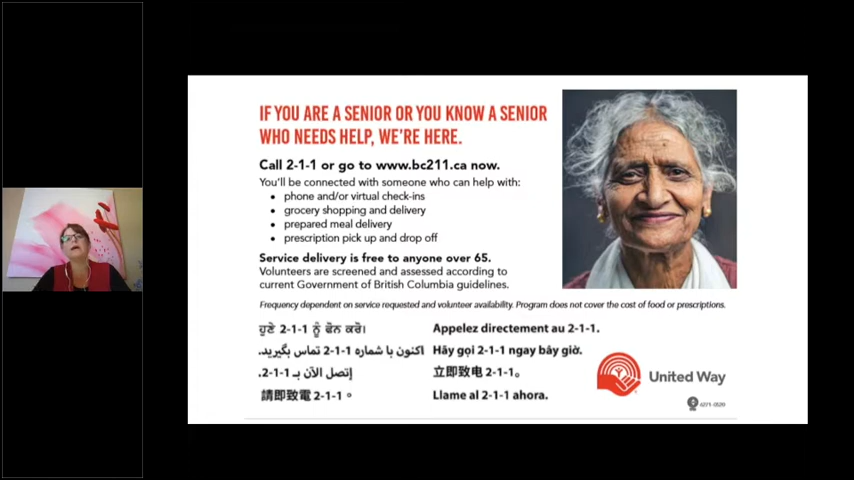 IF YOU ARE A SENIOR OR YOU KNOW A SENIOR
WHO NEEDS HELP, WE'RE HERE.
Call 2-1-1 or go to www.bc211.ca now.
You'll be connected with someone who can help with:
• phone and/or virtual check-ins
• grocery shopping and delivery
• prepared meal delivery
• prescription pick up and drop off
Service delivery is free to anyone over 65.
Volunteers are screened and assessed according to
current Government of British Columbia guidelines.
Frequency dependent on service requested and volunteer availability. Program does not cover the cost of food or prescriptions.
ਹੁਣੇ 2-1-1 ਨੂੰ ਫੋਨ ਕਰੋ।
اکنون با شماره 1-1-2 تماس بگیرید.
إتصل الآن بـ 1-1-2.
請即致電 2-1-1。
Appelez directement au 2-1-1.
Hãy gọi 2-1-1 ngay bây giờ.
立即致电 2-1-1。
Llame al 2-1-1 ahora.
United Way